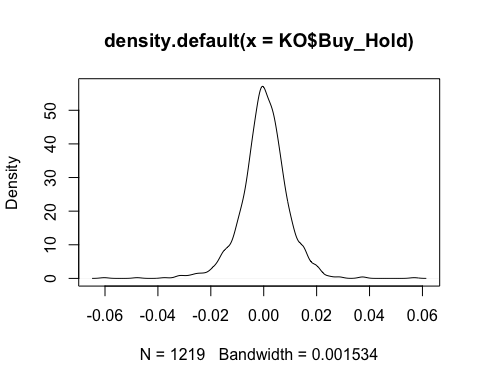 density.default(x = KO$Buy_Hold)
Density
50
40
30
20
10
0
-0.06 -0.04 -0.02 0.00 0.02 0.04 0.06
N = 1219 Bandwidth = 0.001534